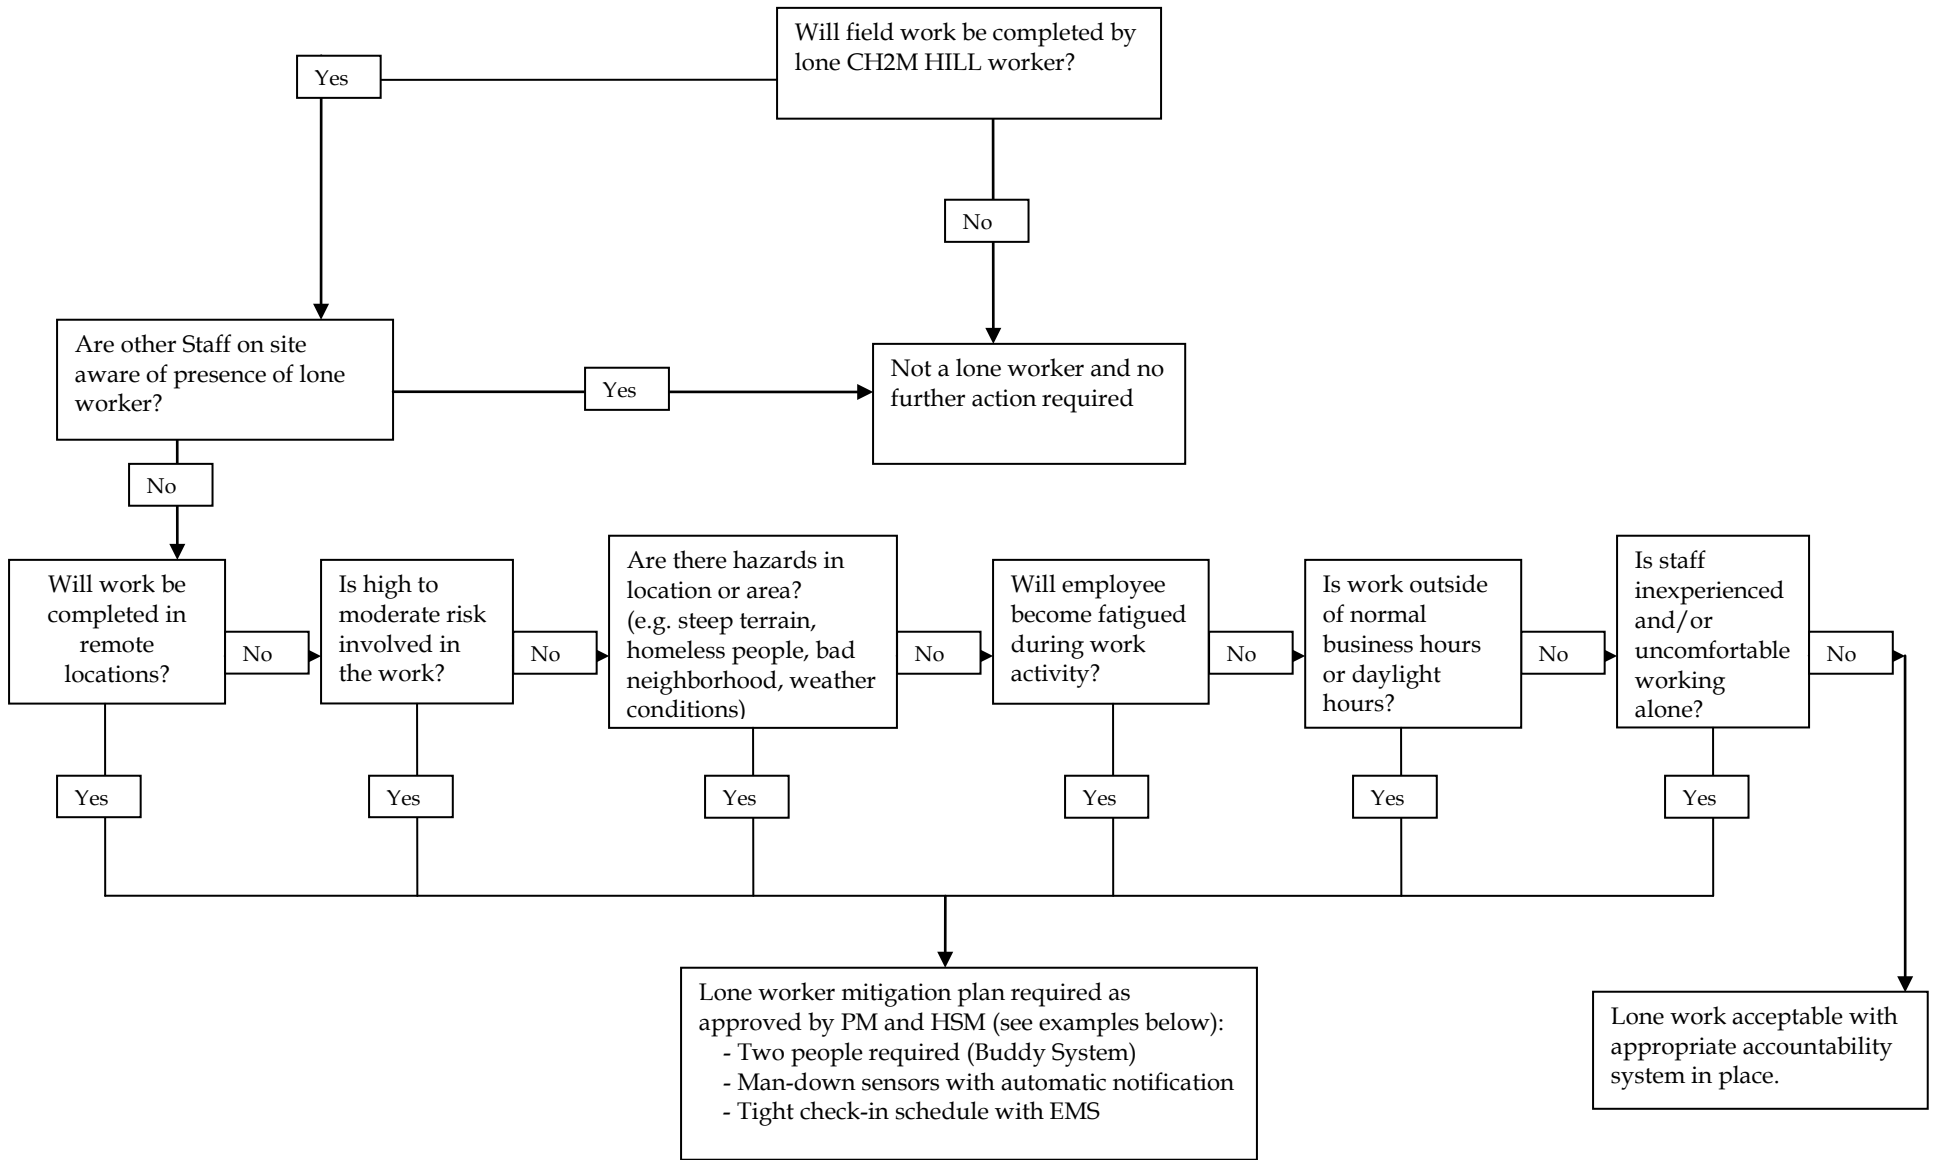 Will field work be completed by
lone CH2M HILL worker?
Yes
No
Are other Staff on site
aware of presence of lone
worker?
Yes
Not a lone worker and no
further action required
No
Will work be
completed in
remote
locations?
No
Is high to
moderate risk
involved in
the work?
No
Are there hazards in
location or area?
(e.g. steep terrain,
homeless people, bad
neighborhood, weather
conditions)
No
Will employee
become fatigued
during work
activity?
No
Is work outside
of normal
business hours
or daylight
hours?
No
Is staff
inexperienced
and/or
uncomfortable
working
alone?
No
Yes
Yes
Yes
Yes
Yes
Yes
Lone worker mitigation plan required as
approved by PM and HSM (see examples below):
- Two people required (Buddy System)
- Man-down sensors with automatic notification
- Tight check-in schedule with EMS
Lone work acceptable with
appropriate accountability
system in place.